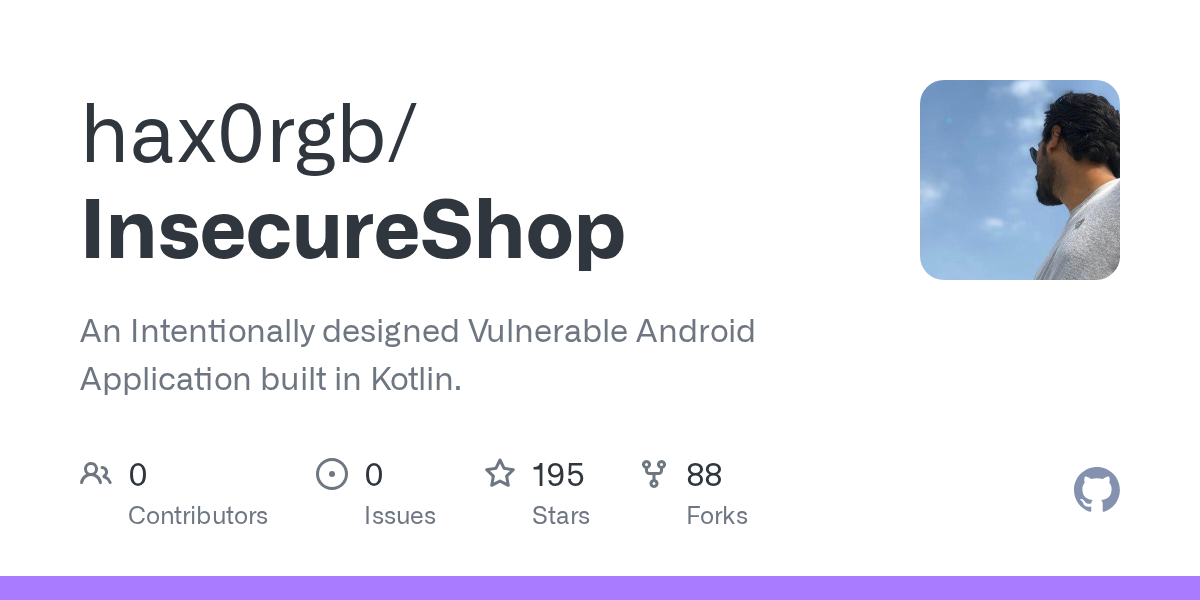 hax0rgb/
InsecureShop
An Intentionally designed Vulnerable Android
Application built in Kotlin.
0 0 195 88
Contributors Issues Stars Forks